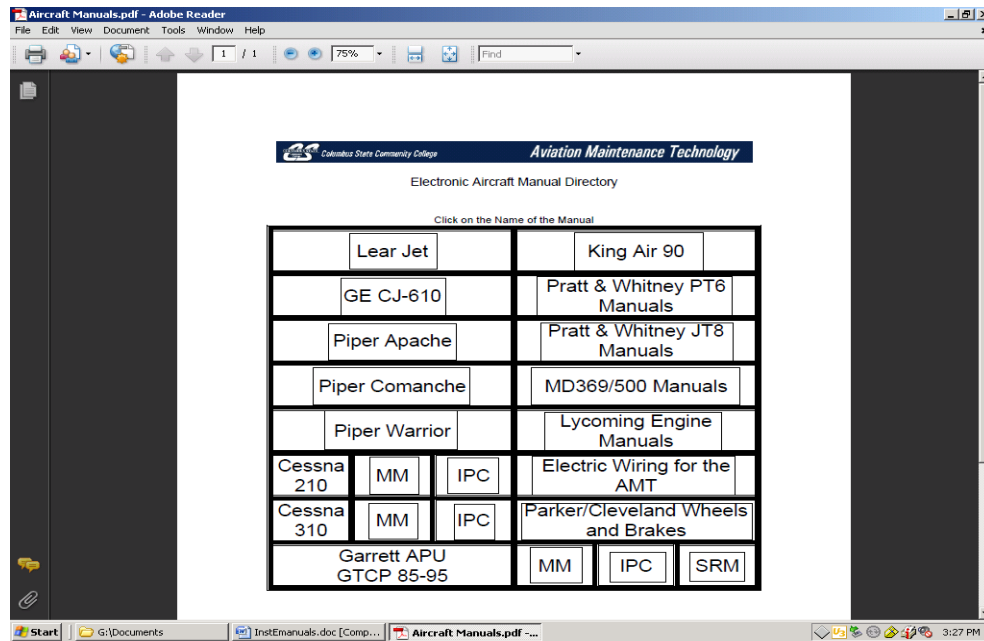 Aircraft Manuals.pdf - Adobe Reader
File Edit View Document Tools Window Help
1 / 1 75% Find
Columbus State Community College Aviation Maintenance Technology
Electronic Aircraft Manual Directory
Click on the Name of the Manual
Lear Jet King Air 90
GE CJ-610 Pratt & Whitney PT6
Manuals
Piper Apache Pratt & Whitney JT8
Manuals
Piper Comanche MD369/500 Manuals
Piper Warrior Lycoming Engine
Manuals
Cessna
210 MM IPC Electric Wiring for the
AMT
Cessna
310 MM IPC Parker/Cleveland Wheels
and Brakes
Garrett APU
GTCP 85-95 MM IPC SRM
Start G:\Documents InstEmanuals.doc [Comp... Aircraft Manuals.pdf -... 3:27 PM